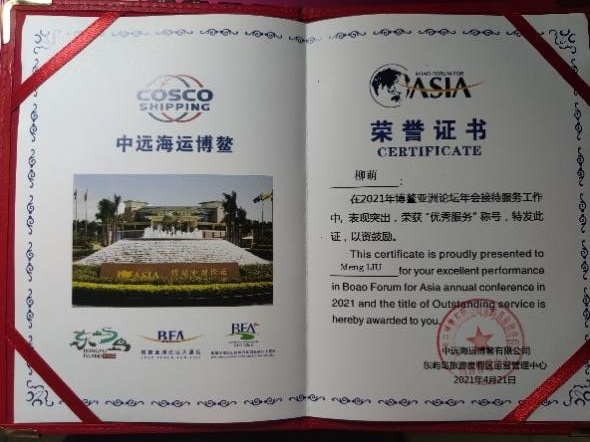 COSCO
SHIPPING
中远海运博鳌
ASIA
东屿岛
DONGYU
ISLAND
BFA
BFA
BOAO FORUM FOR
ASIA
荣誉证书
CERTIFICATE
柳萌：
在2021年博鳌亚洲论坛年会接待服务工作
中，表现突出，荣获“优秀服务”称号，特发此
证，以资鼓励。
This certificate is proudly presented to
Meng LIU for your excellent performance
in Boao Forum for Asia annual conference in
2021 and the title of Outstanding service is
hereby awarded to you.
中远海运博鳌有限公司
东屿岛旅游度假区运营管理中心
2021年4月21日